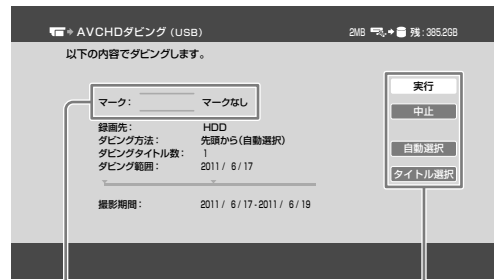 AVCHDダビング (USB) 2MB 残:385.2GB
以下の内容でダビングします。
マーク: マークなし
録画先: HDD
ダビング方法: 先頭から(自動選択)
ダビングタイトル数: 1
ダビング範囲: 2011/ 6/17
撮影期間: 2011/ 6/17-2011/ 6/19
実行
中止
自動選択
タイトル選択